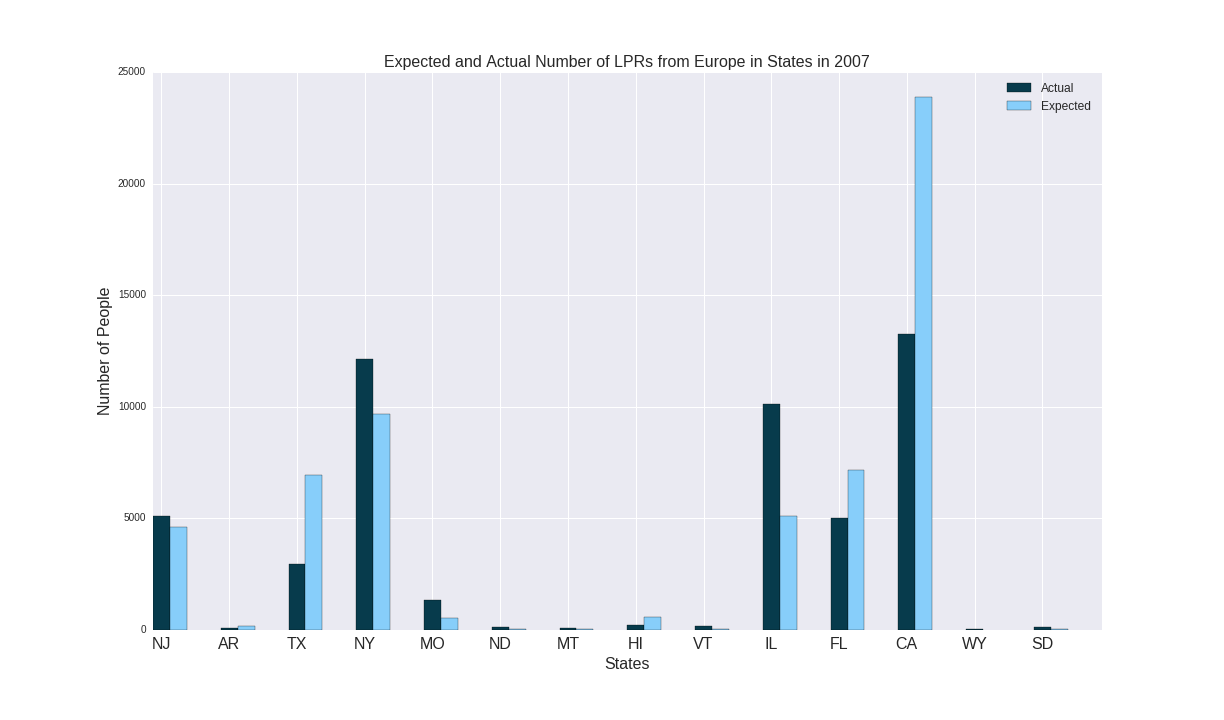 Expected and Actual Number of LPRs from Europe in States in 2007
Actual
Expected
25000
20000
15000
10000
5000
0
Number of People
NJ AR TX NY MO ND MT HI VT IL FL CA WY SD
States